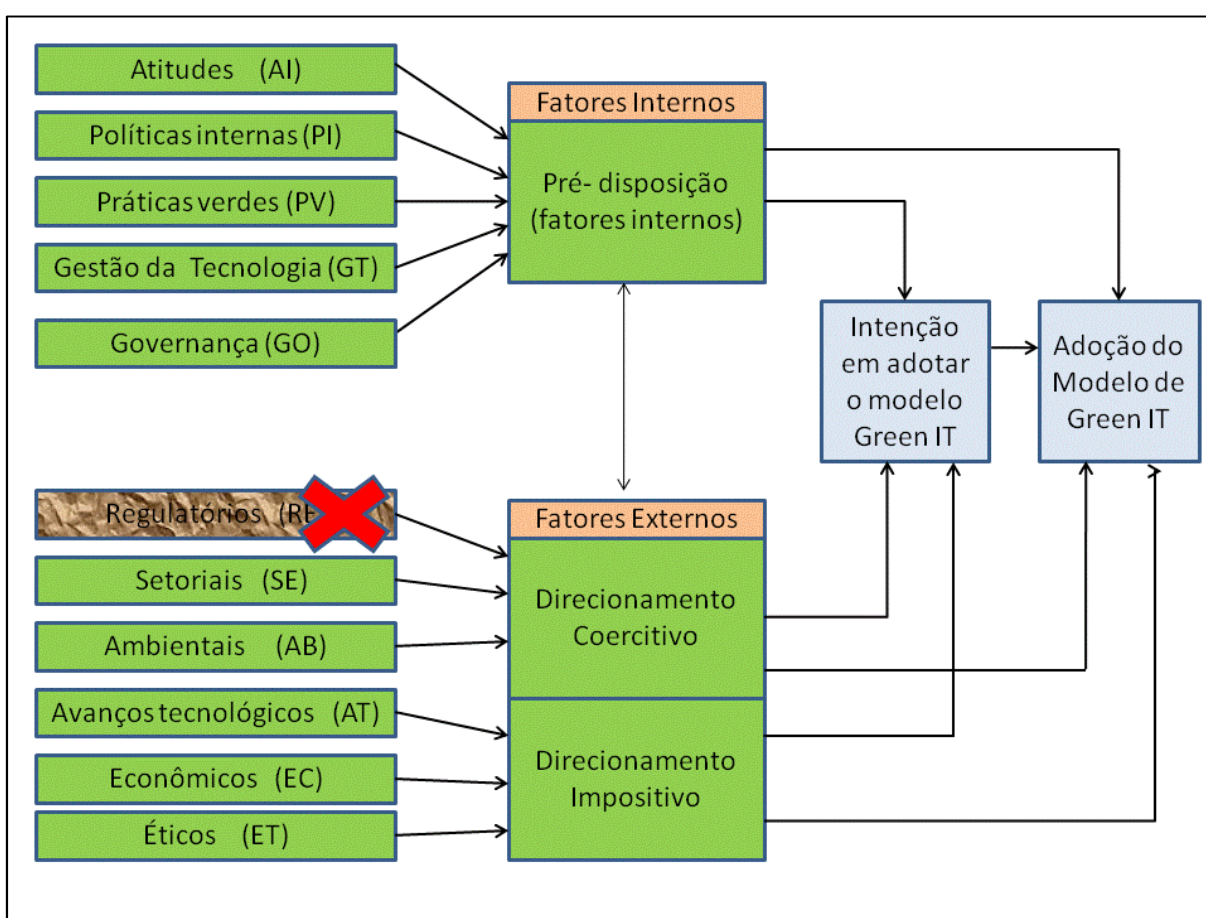 Atitudes (AI)
Políticas internas (PI)
Práticas verdes (PV)
Gestão da Tecnologia (GT)
Governança (GO)
Fatores Internos
Pré- disposição
(fatores internos)
Intenção
em adotar
o modelo
Green IT
Adoção do
Modelo de
Green IT
Regulatórios
Setoriais (SE)
Ambientais (AB)
Avanços tecnológicos (AT)
Econômicos (EC)
Éticos (ET)
Fatores Externos
Direcionamento
Coercitivo
Direcionamento
Impositivo